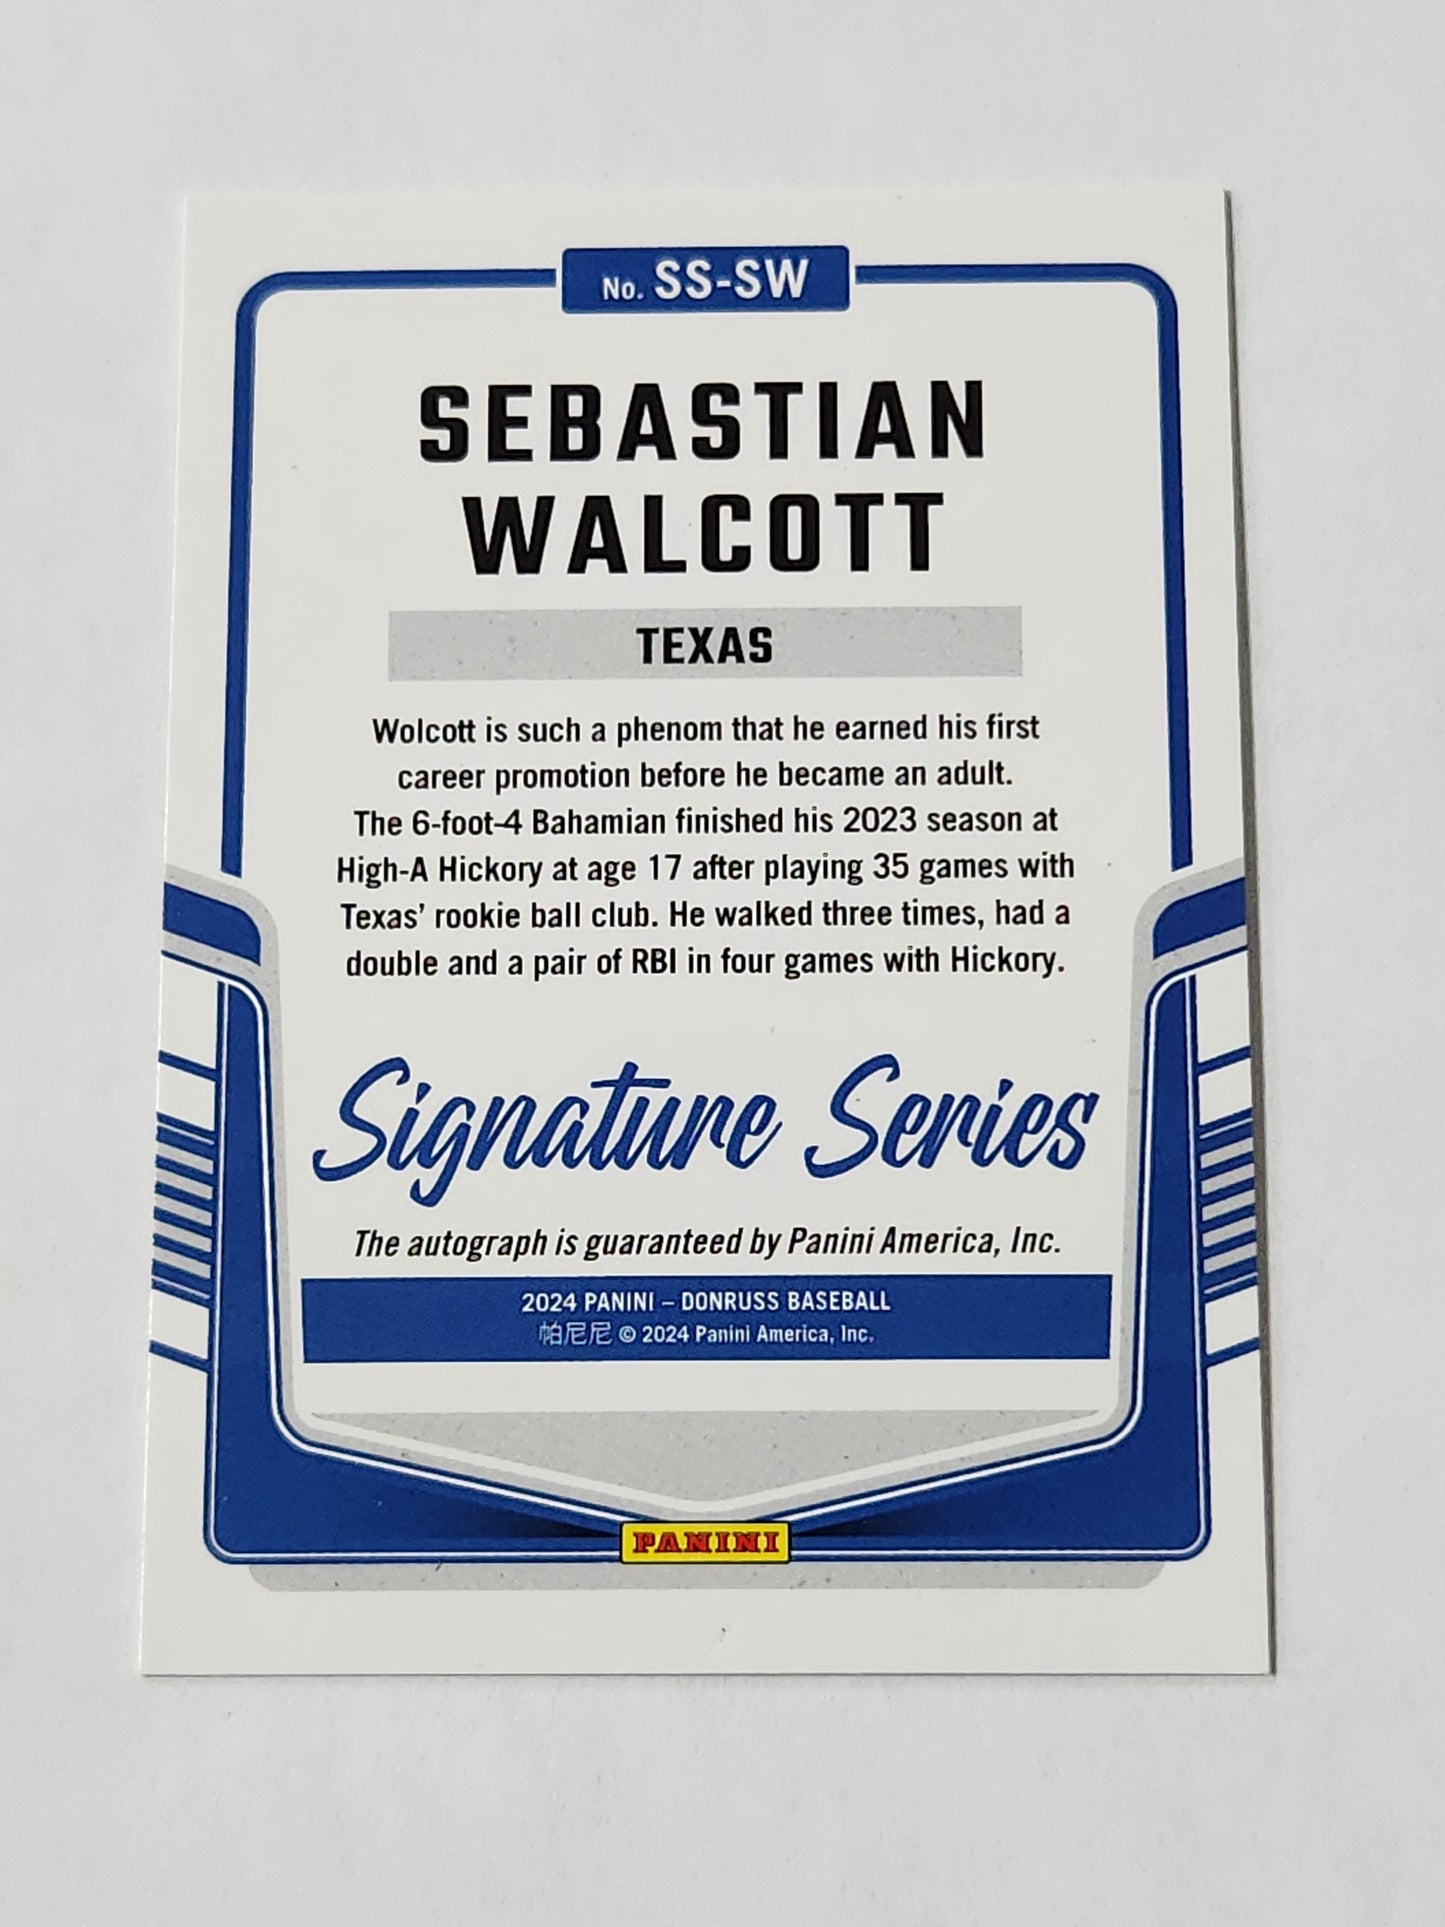 No. SS-SW
SEBASTIAN
WALCOTT
TEXAS
Wolcott is such a phenom that he earned his first
career promotion before he became an adult.
The 6-foot-4 Bahamian finished his 2023 season at
High-A Hickory at age 17 after playing 35 games with
Texas' rookie ball club. He walked three times, had a
double and a pair of RBI in four games with Hickory.
Signature Series
The autograph is guaranteed by Panini America, Inc.
2024 PANINI – DONRUSS BASEBALL
帕尼尼 © 2024 Panini America, Inc.
PANINI